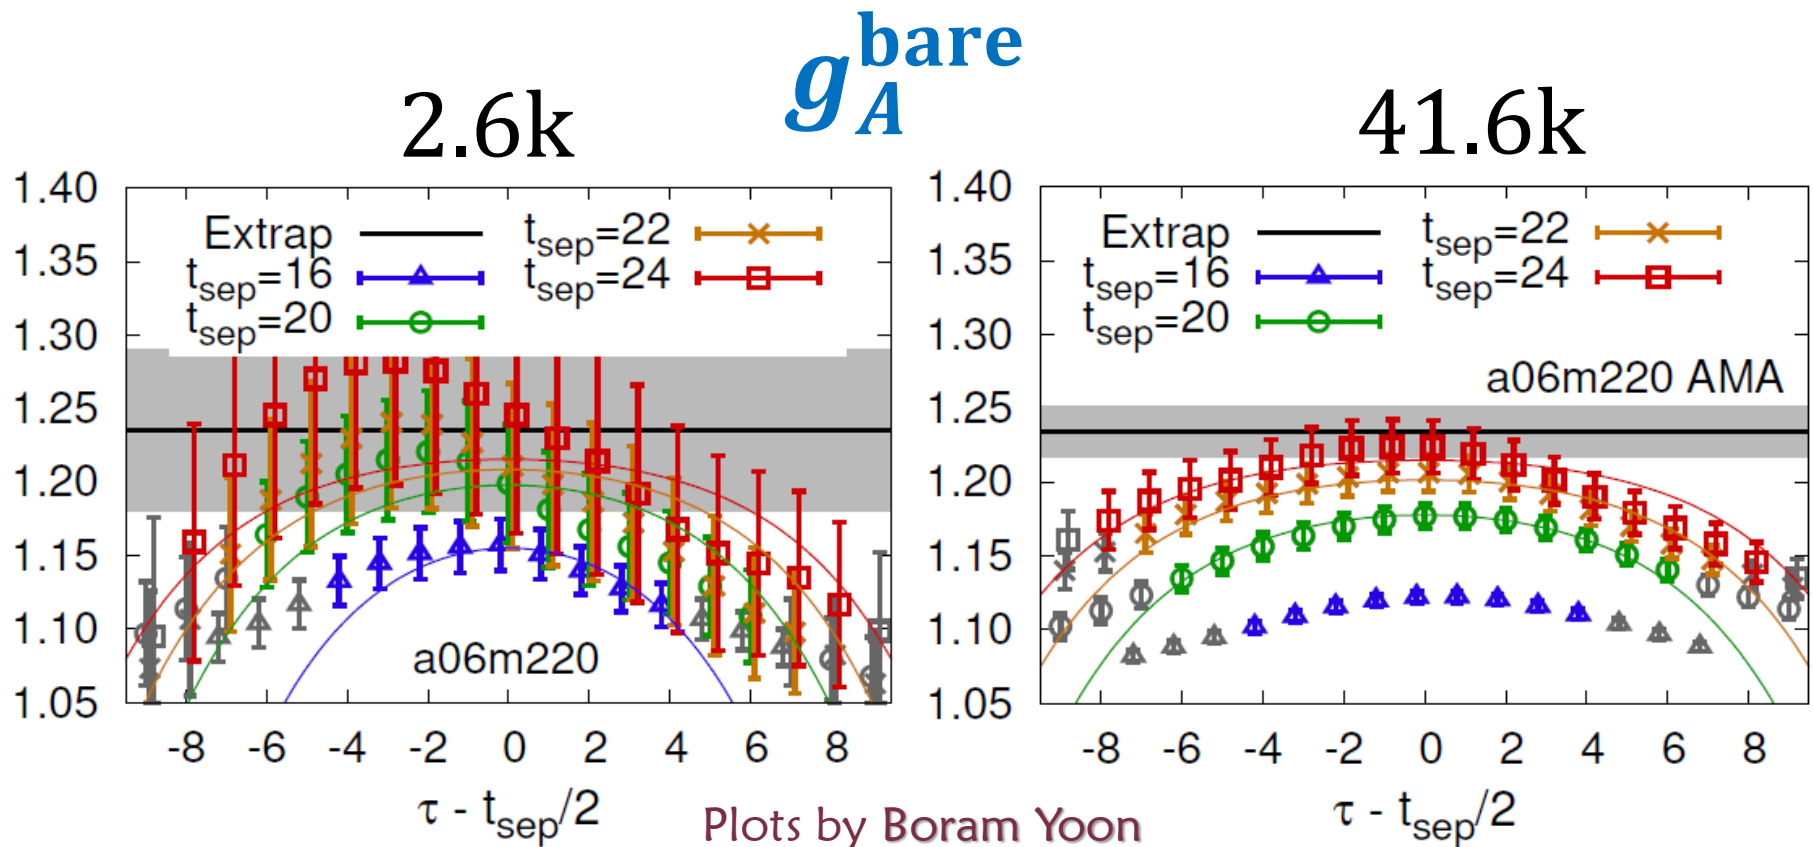 g_A^bare
2.6k
41.6k
1.40
1.35
1.30
1.25
1.20
1.15
1.10
1.05
Extrap
t_sep=16
t_sep=20
t_sep=22
t_sep=24
a06m220
-8 -6 -4 -2 0 2 4 6 8
τ - t_sep/2
1.40
1.35
1.30
1.25
1.20
1.15
1.10
1.05
Extrap
t_sep=16
t_sep=20
t_sep=22
t_sep=24
a06m220 AMA
-8 -6 -4 -2 0 2 4 6 8
τ - t_sep/2
Plots by Boram Yoon